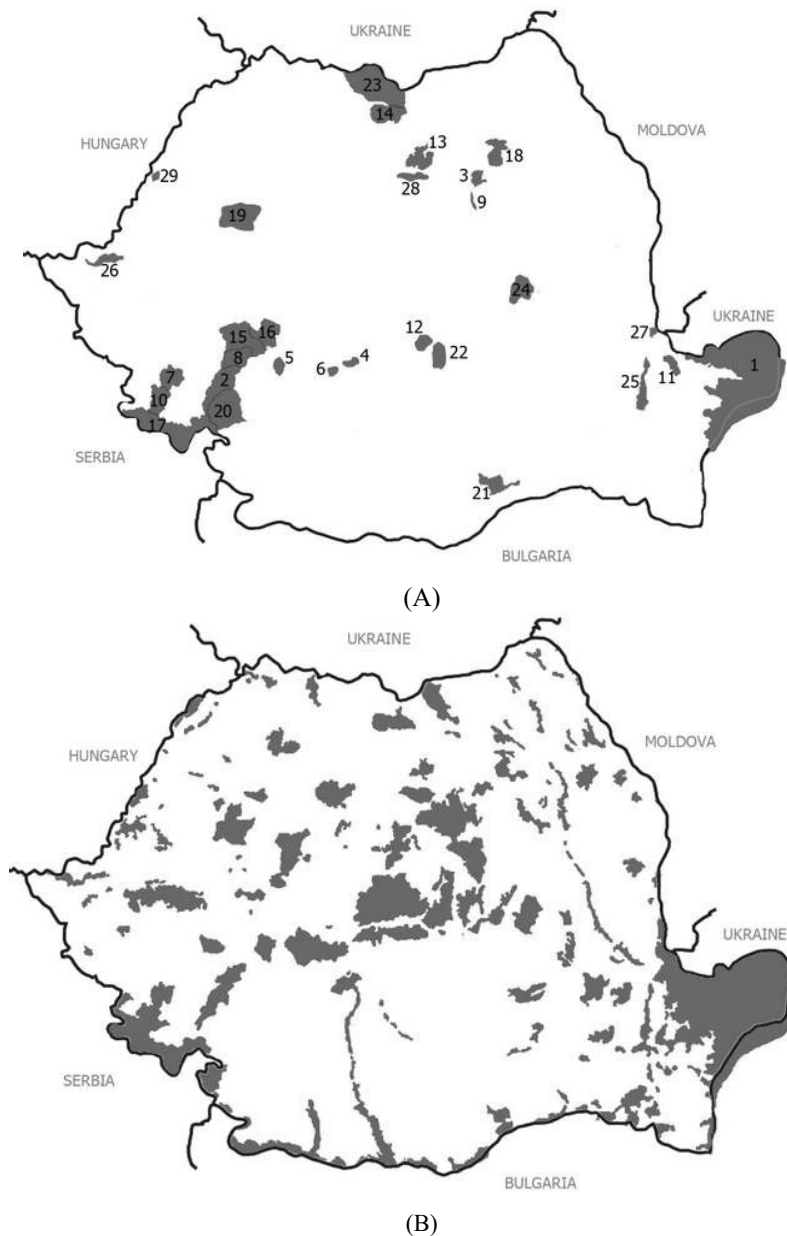 UKRAINE
23
14
HUNGARY
MOLDOVA
13
18
29
3
28
9
19
26
24
UKRAINE
27
12
15
16
1
22
8
5
4
11
6
7
2
25
10
20
17
SERBIA
21
BULGARIA
(A)
UKRAINE
HUNGARY
MOLDOVA
UKRAINE
SERBIA
BULGARIA
(B)